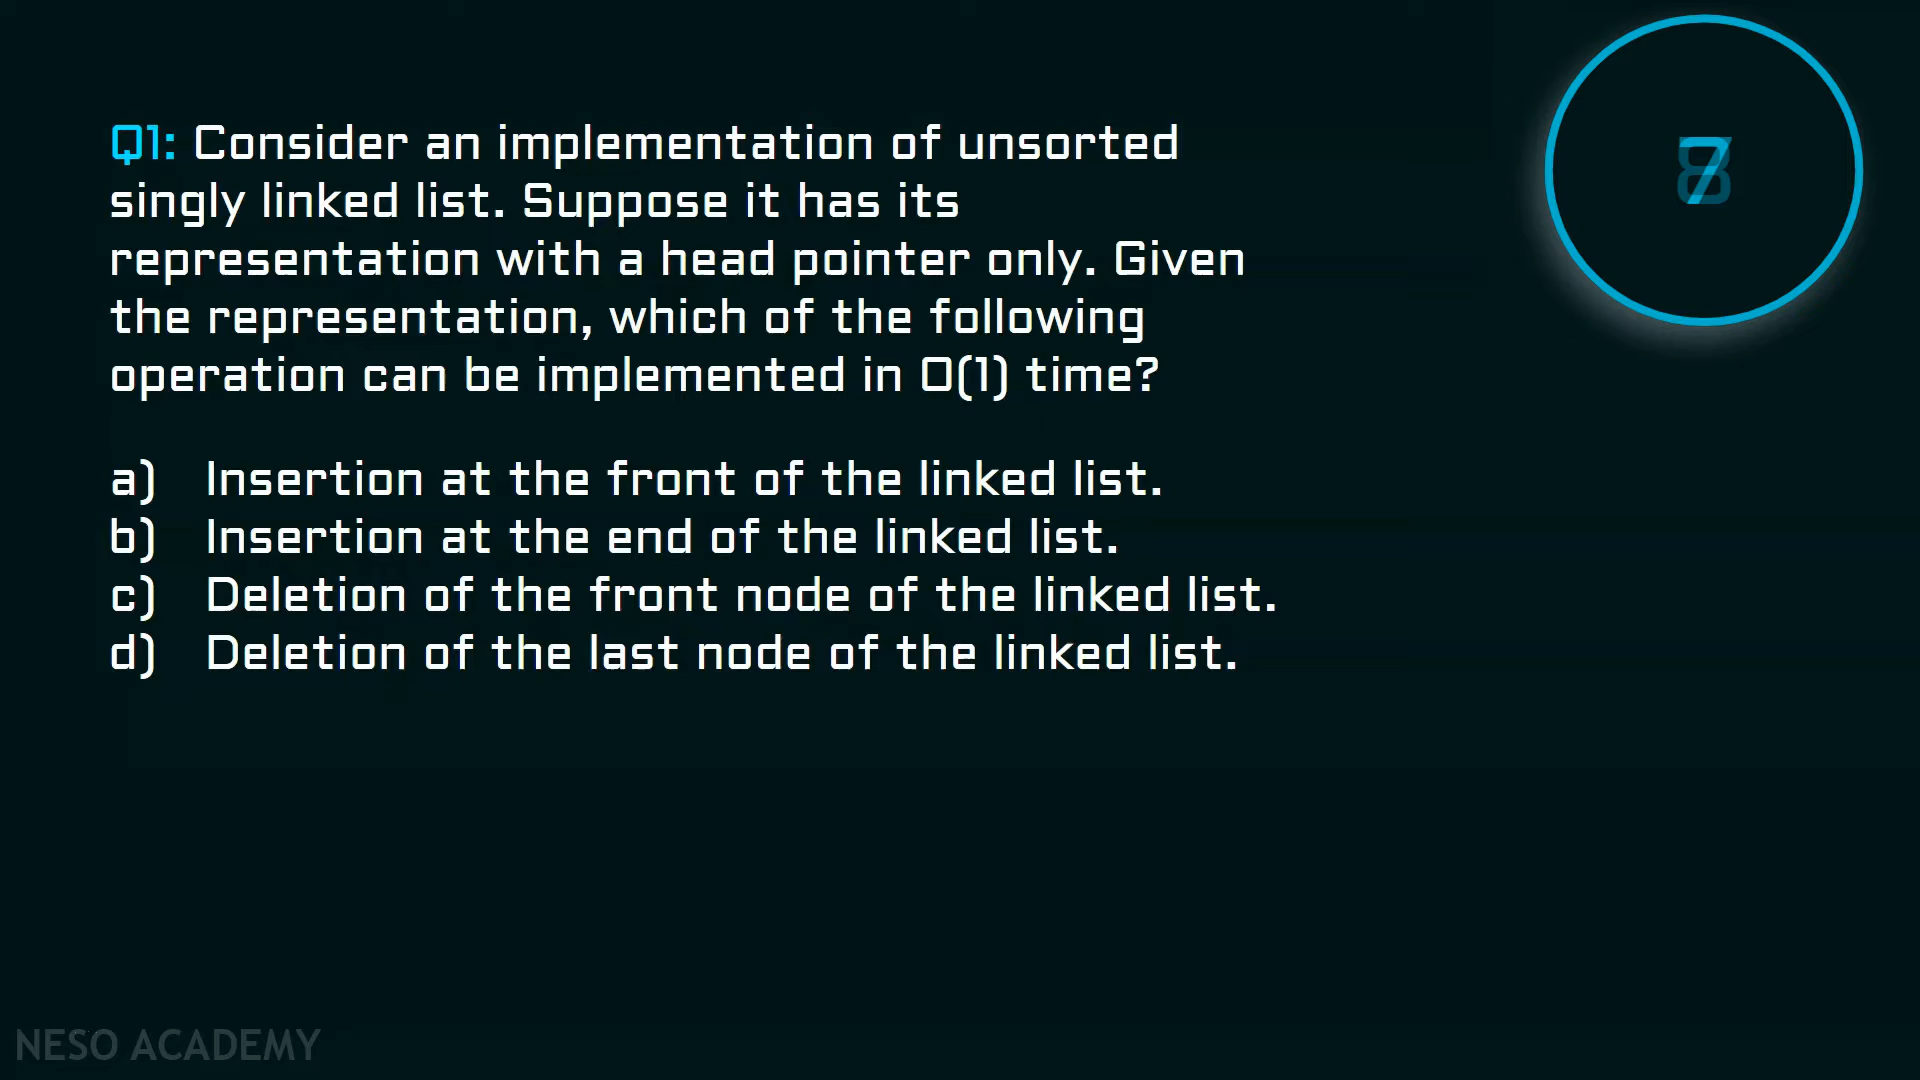 Q1: Consider an implementation of unsorted
singly linked list. Suppose it has its
representation with a head pointer only. Given
the representation, which of the following
operation can be implemented in O(1) time?
a) Insertion at the front of the linked list.
b) Insertion at the end of the linked list.
c) Deletion of the front node of the linked list.
d) Deletion of the last node of the linked list.
NESO ACADEMY